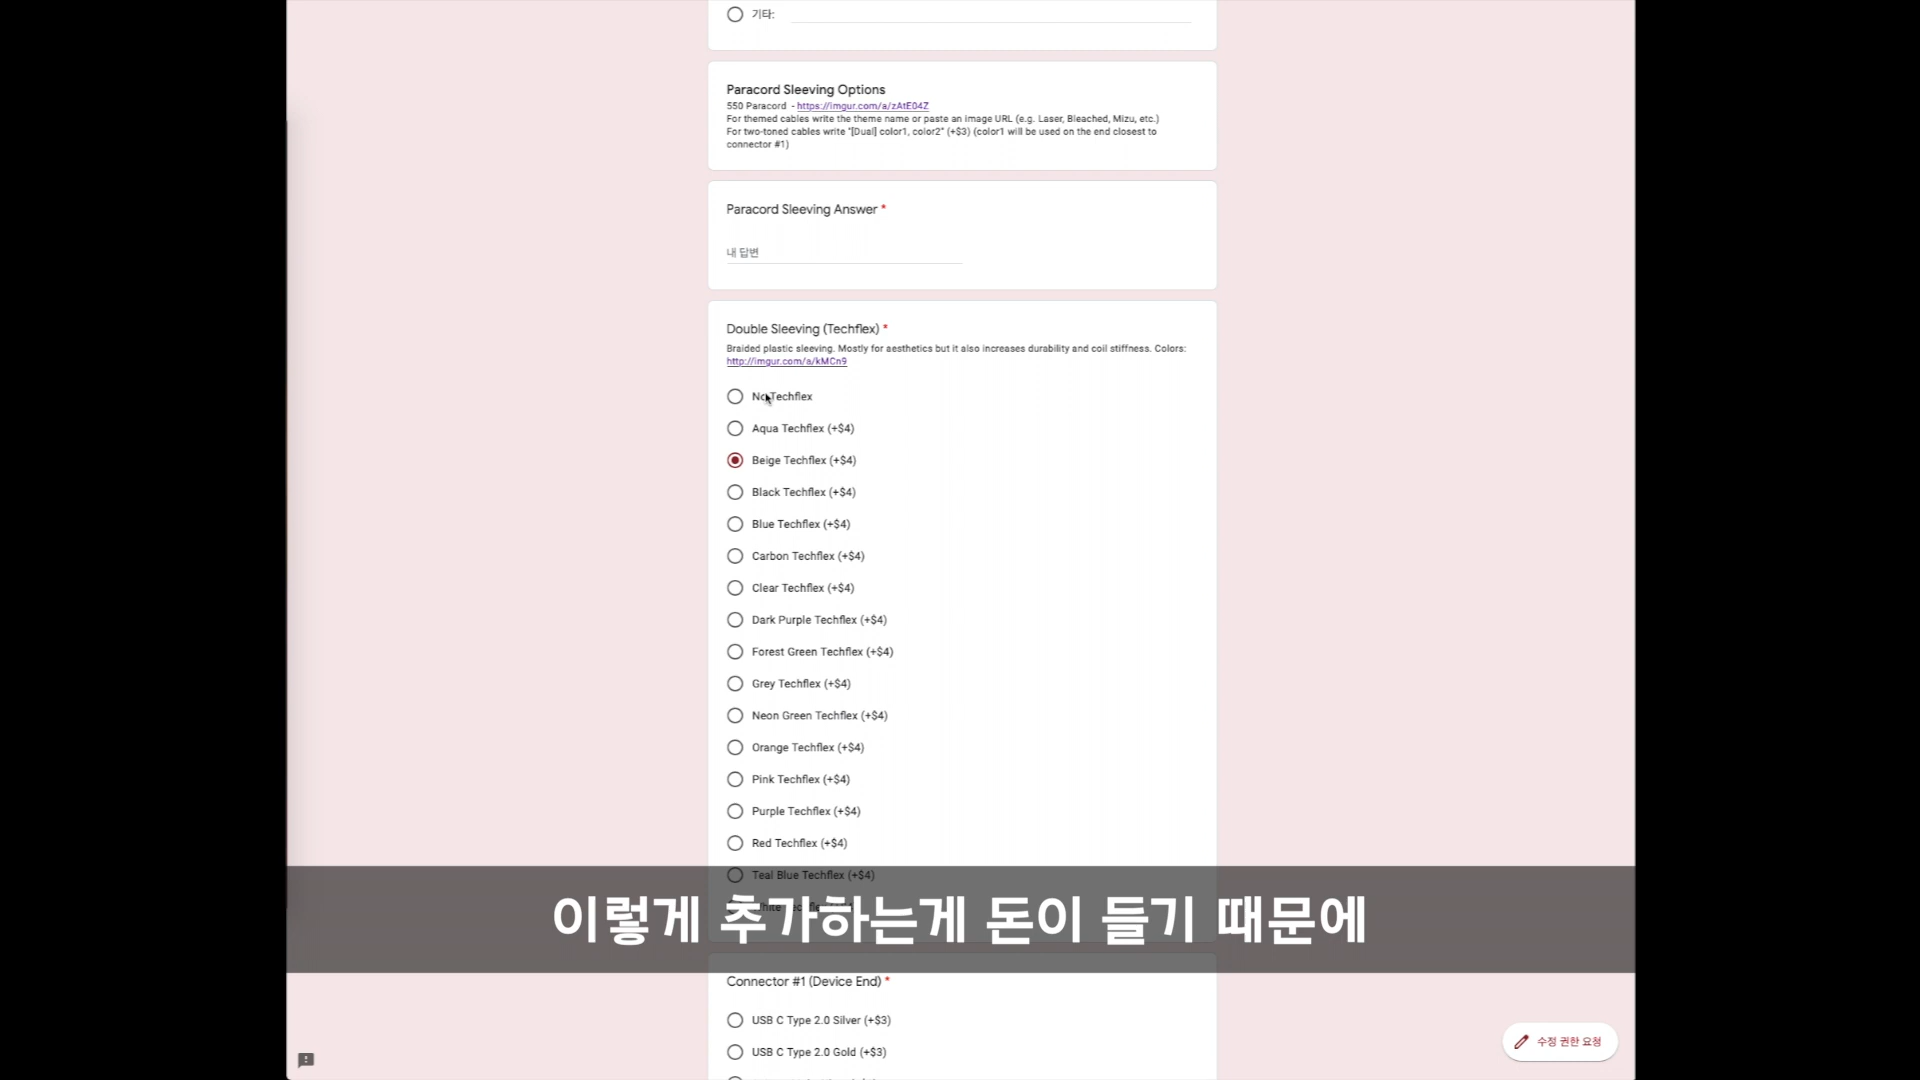 기타:
Paracord Sleeving Options
550 Paracord - https://imgur.com/a/zAtE04Z
For themed cables write the theme name or paste an image URL (e.g. Laser, Bleached, Mizu, etc.)
For two-toned cables write "[Dual] color1, color2" (+$3) (color1 will be used on the end closest to
connector #1)
Paracord Sleeving Answer *
내 답변
Double Sleeving (Techflex) *
Braided plastic sleeving. Mostly for aesthetics but it also increases durability and coil stiffness. Colors:
http://imgur.com/a/kMCn9
No Techflex
Aqua Techflex (+$4)
Beige Techflex (+$4)
Black Techflex (+$4)
Blue Techflex (+$4)
Carbon Techflex (+$4)
Clear Techflex (+$4)
Dark Purple Techflex (+$4)
Forest Green Techflex (+$4)
Grey Techflex (+$4)
Neon Green Techflex (+$4)
Orange Techflex (+$4)
Pink Techflex (+$4)
Purple Techflex (+$4)
Red Techflex (+$4)
Teal Blue Techflex (+$4)
이렇게 추가하는게 돈이 들기 때문에
Connector #1 (Device End) *
USB C Type 2.0 Silver (+$3)
USB C Type 2.0 Gold (+$3)
수정 권한 요청